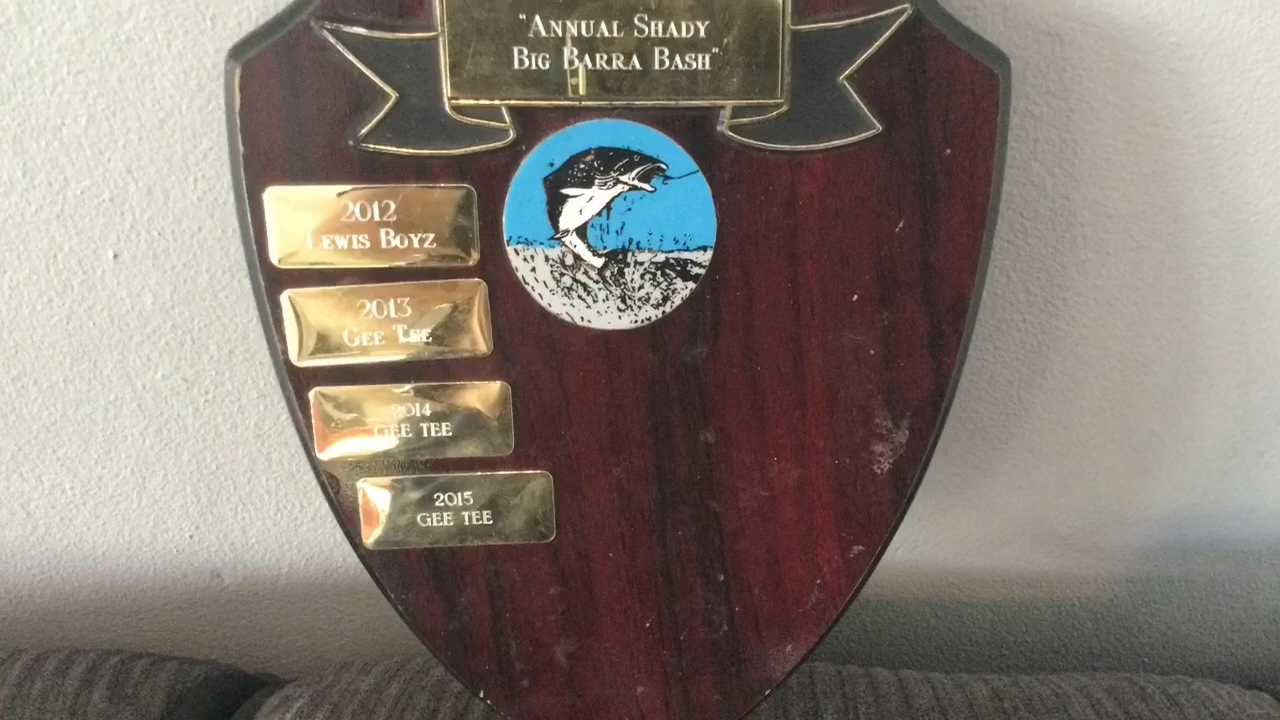 "Annual Shady
Big Barra Bash"
2012
Lewis Boyz
2013
Gee Tee
2014
GEE TEE
2015
GEE TEE